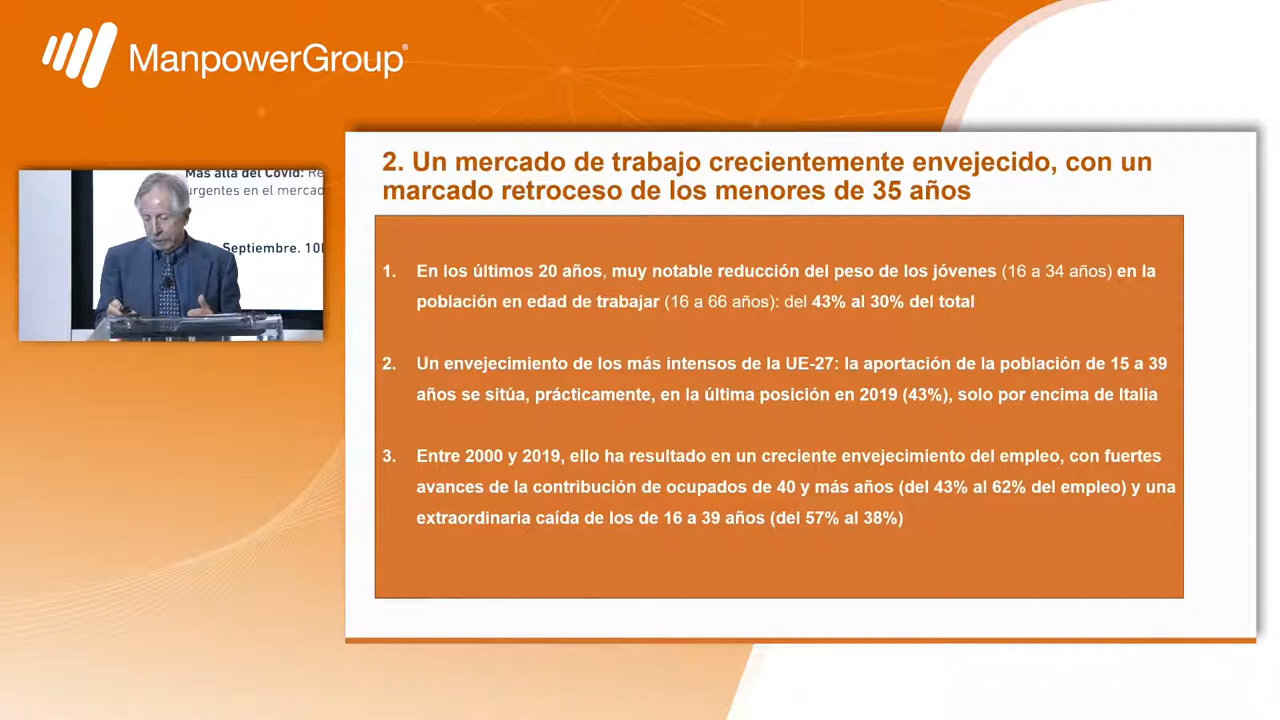 ManpowerGroup®
Más allá del Covid: Re
urgentes en el mercad
Septiembre. 10
2. Un mercado de trabajo crecientemente envejecido, con un
marcado retroceso de los menores de 35 años
1. En los últimos 20 años, muy notable reducción del peso de los jóvenes (16 a 34 años) en la
población en edad de trabajar (16 a 66 años): del 43% al 30% del total
2. Un envejecimiento de los más intensos de la UE-27: la aportación de la población de 15 a 39
años se sitúa, prácticamente, en la última posición en 2019 (43%), solo por encima de Italia
3. Entre 2000 y 2019, ello ha resultado en un creciente envejecimiento del empleo, con fuertes
avances de la contribución de ocupados de 40 y más años (del 43% al 62% del empleo) y una
extraordinaria caída de los de 16 a 39 años (del 57% al 38%)